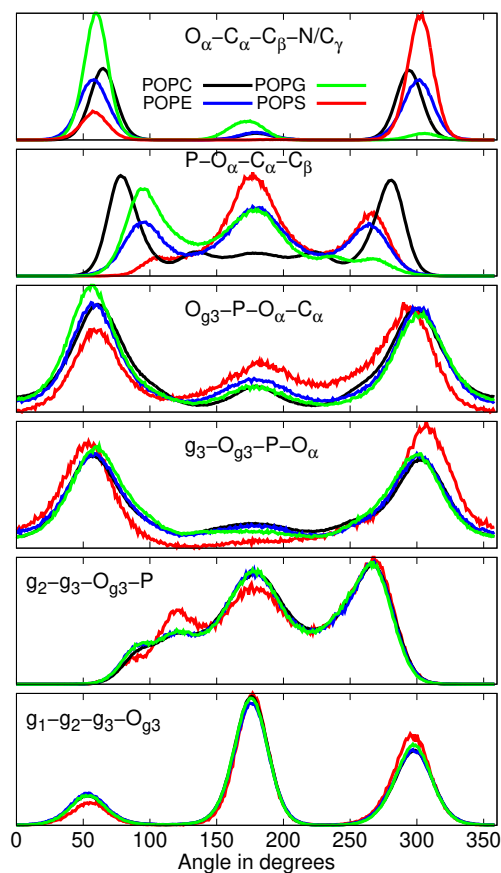 Oα–Cα–Cβ–N/Cγ
POPC POPG
POPE POPS
P–Oα–Cα–Cβ
Og3–P–Oα–Cα
g3–Og3–P–Oα
g2–g3–Og3–P
g1–g2–g3–Og3
0 50 100 150 200 250 300 350
Angle in degrees